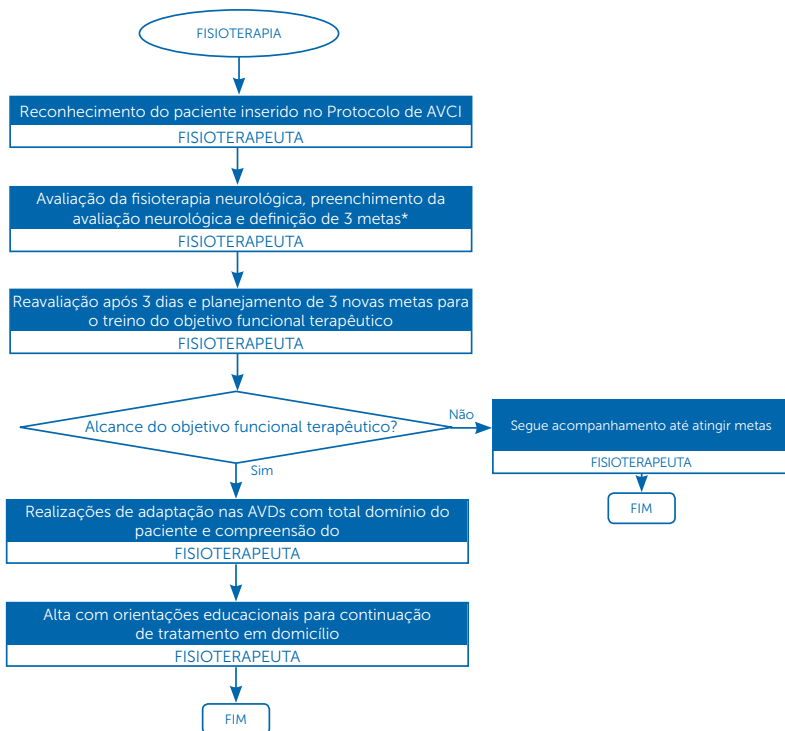 FISIOTERAPIA
Reconhecimento do paciente inserido no Protocolo de AVCI
FISIOTERAPEUTA
Avaliação da fisioterapia neurológica, preenchimento da
avaliação neurológica e definição de 3 metas*
FISIOTERAPEUTA
Reavaliação após 3 dias e planejamento de 3 novas metas para
o treino do objetivo funcional terapêutico
FISIOTERAPEUTA
Alcance do objetivo funcional terapêutico?
Não
Segue acompanhamento até atingir metas
FISIOTERAPEUTA
FIM
Sim
Realizações de adaptação nas AVDs com total domínio do
paciente e compreensão do
FISIOTERAPEUTA
Alta com orientações educacionais para continuação
de tratamento em domicílio
FISIOTERAPEUTA
FIM